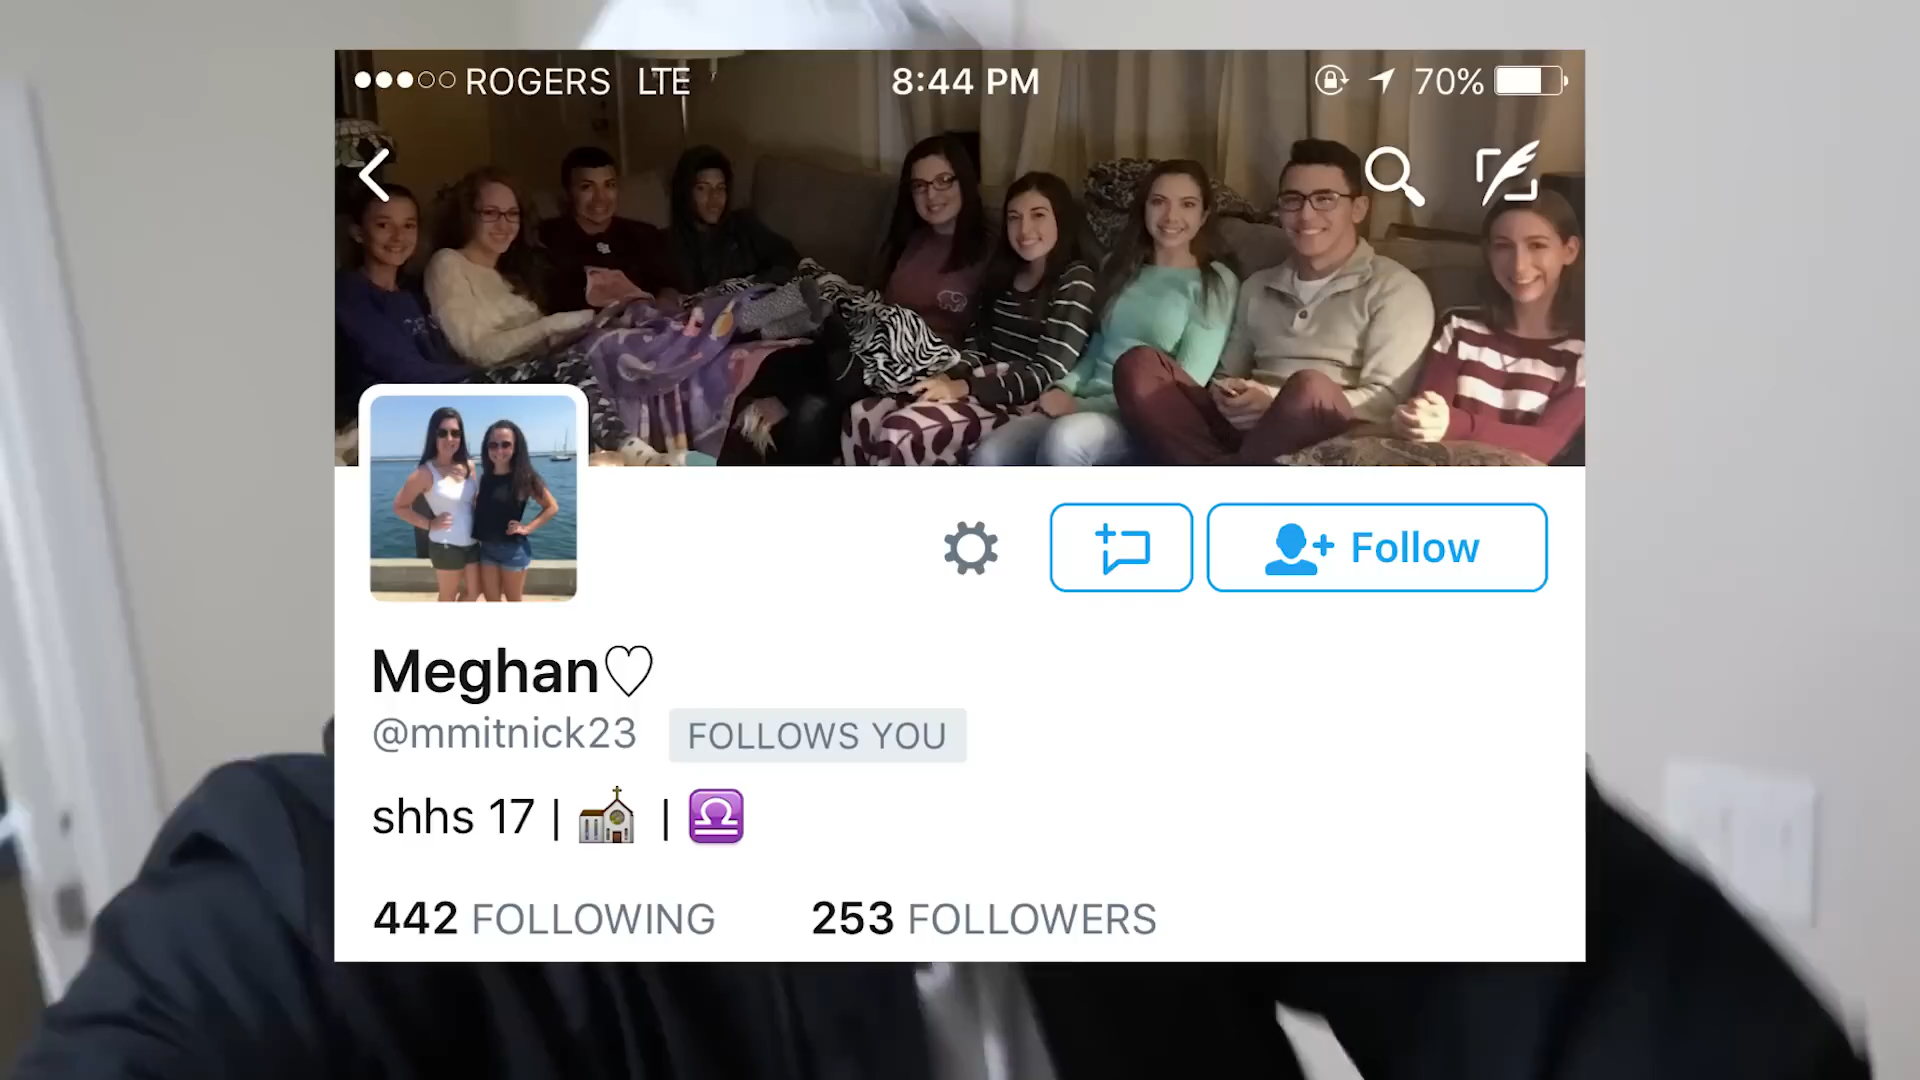 ROGERS LTE 8:44 PM 70%
Follow
Meghan♡
@mmitnick23 FOLLOWS YOU
shhs 17 | ⛪ | ♎
442 FOLLOWING 253 FOLLOWERS